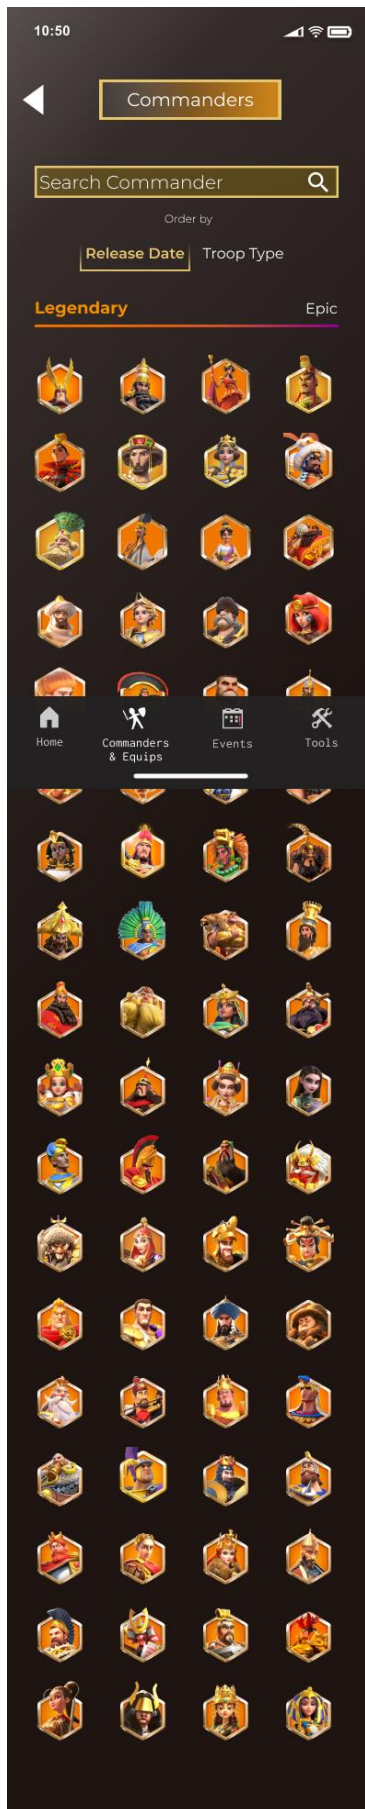 10:50
Commanders
Search Commander
Order by
Release Date Troop Type
Legendary Epic
Home Commanders & Equips Events Tools